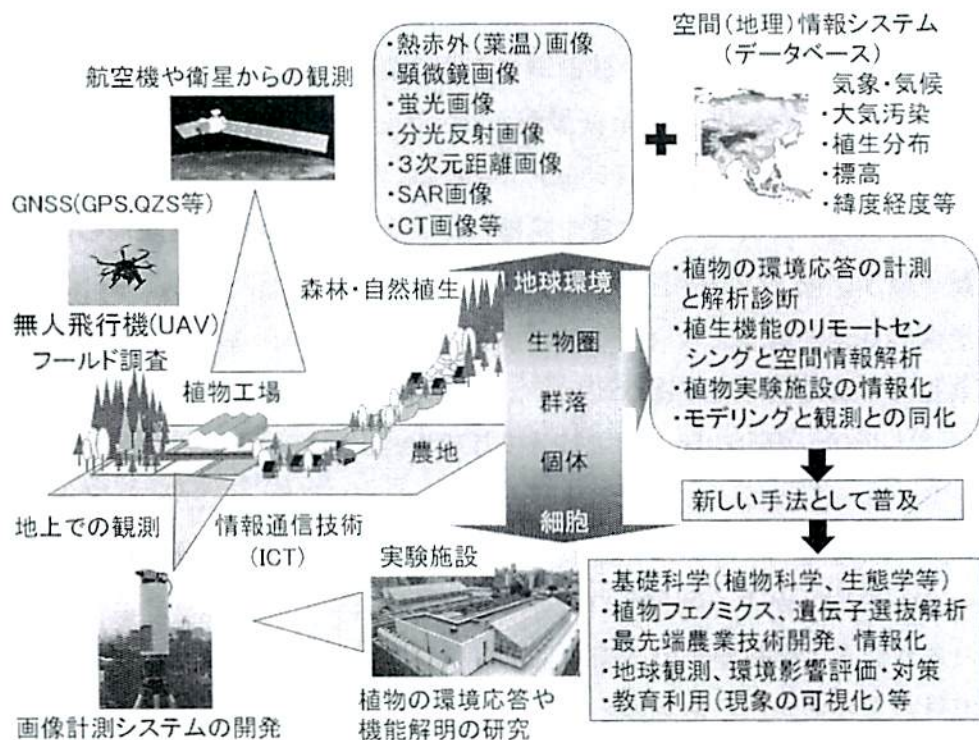 航空機や衛星からの観測
GNSS(GPS.QZS等)
無人飛行機(UAV)
フールド調査
植物工場
森林・自然植生
農地
地上での観測
情報通信技術
(ICT)
画像計測システムの開発
実験施設
植物の環境応答や
機能解明の研究
・熱赤外(葉温)画像
・顕微鏡画像
・蛍光画像
・分光反射画像
・3次元距離画像
・SAR画像
・CT画像等
空間(地理)情報システム
(データベース)
気象・気候
・大気汚染
・植生分布
・標高
・緯度経度等
地球環境
生物圏
群落
個体
細胞
・植物の環境応答の計測
と解析診断
・植生機能のリモートセン
シングと空間情報解析
・植物実験施設の情報化
・モデリングと観測との同化
新しい手法として普及
・基礎科学(植物科学、生態学等)
・植物フェノミクス、遺伝子選抜解析
・最先端農業技術開発、情報化
・地球観測、環境影響評価・対策
・教育利用(現象の可視化)等